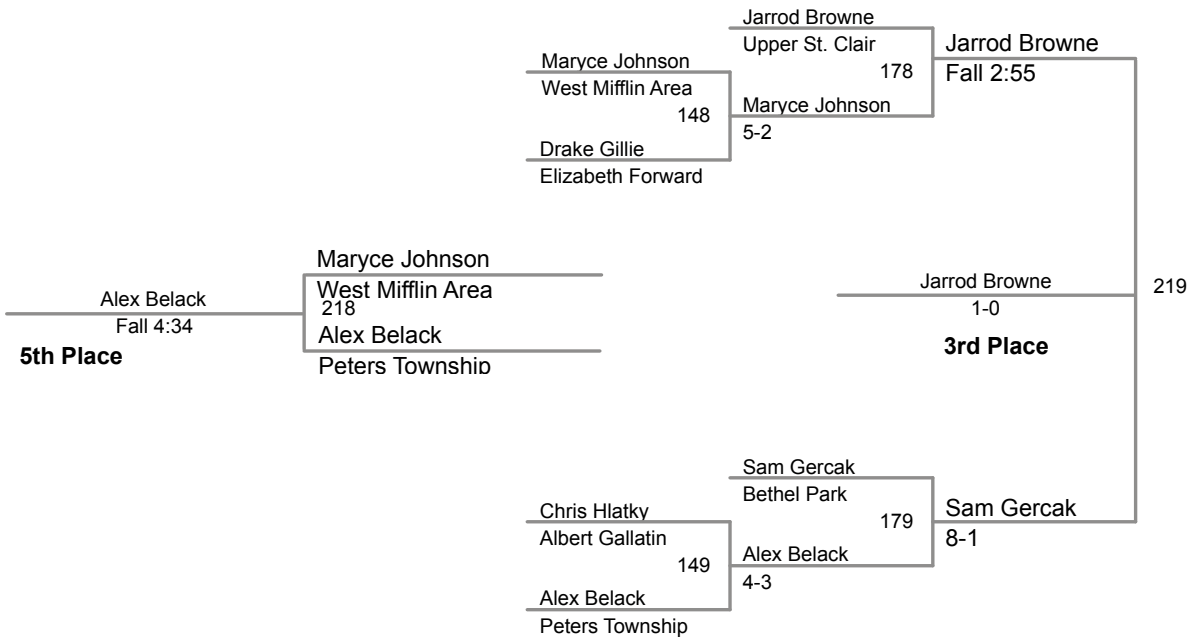 Jarrod Browne
Upper St. Clair
178
Jarrod Browne
Fall 2:55
Maryce Johnson
West Mifflin Area
148
Maryce Johnson
5-2
Drake Gillie
Elizabeth Forward
Maryce Johnson
West Mifflin Area
218
Alex Belack
Fall 4:34
5th Place
Alex Belack
Peters Township
Jarrod Browne
1-0
3rd Place
219
Sam Gercak
Bethel Park
179
Sam Gercak
8-1
Chris Hlatky
Albert Gallatin
149
Alex Belack
4-3
Alex Belack
Peters Township